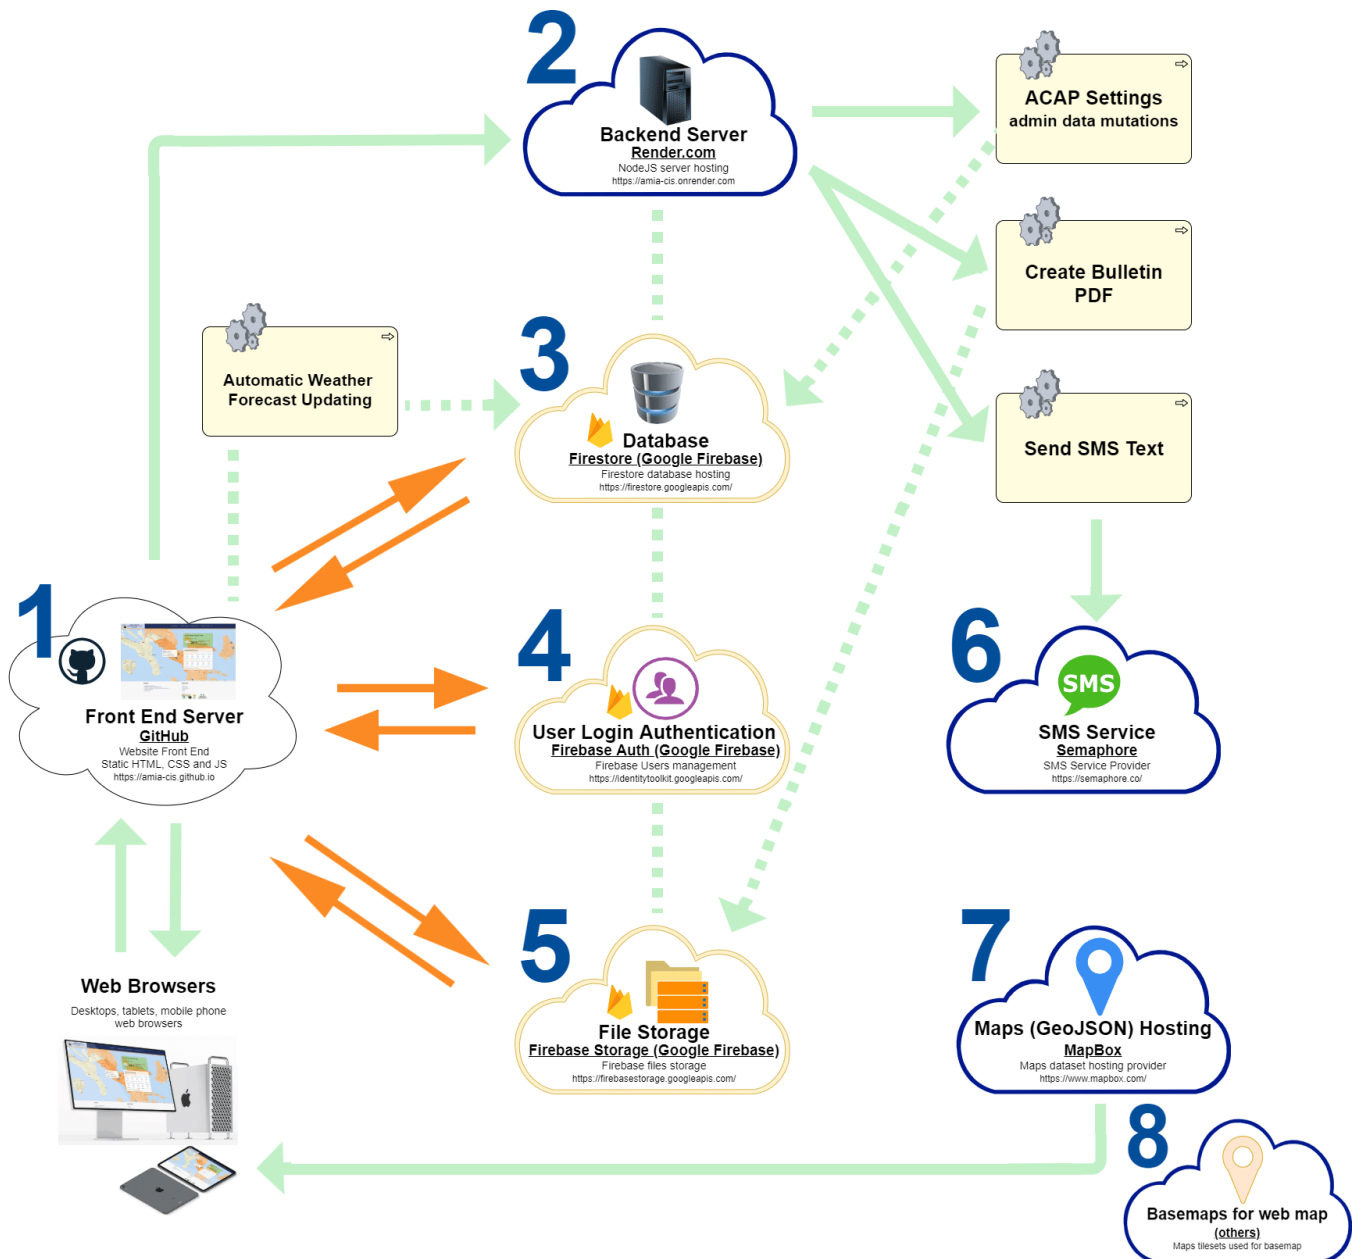 2
Backend Server
Render.com
NodeJS server hosting
https://amia-cis.onrender.com
ACAP Settings
admin data mutations
Create Bulletin
PDF
Send SMS Text
Automatic Weather
Forecast Updating
3
Database
Firestore (Google Firebase)
Firestore database hosting
https://firestore.googleapis.com/
1
Front End Server
GitHub
Website Front End
Static HTML, CSS and JS
https://amia-cis.github.io
4
User Login Authentication
Firebase Auth (Google Firebase)
Firebase Users management
https://identitytoolkit.googleapis.com/
6
SMS
SMS Service
Semaphore
SMS Service Provider
https://semaphore.co/
Web Browsers
Desktops, tablets, mobile phone
web browsers
5
File Storage
Firebase Storage (Google Firebase)
Firebase files storage
https://firebasestorage.googleapis.com/
7
Maps (GeoJSON) Hosting
MapBox
Maps dataset hosting provider
https://www.mapbox.com/
8
Basemaps for web map
(others)
Maps tilesets used for basemap